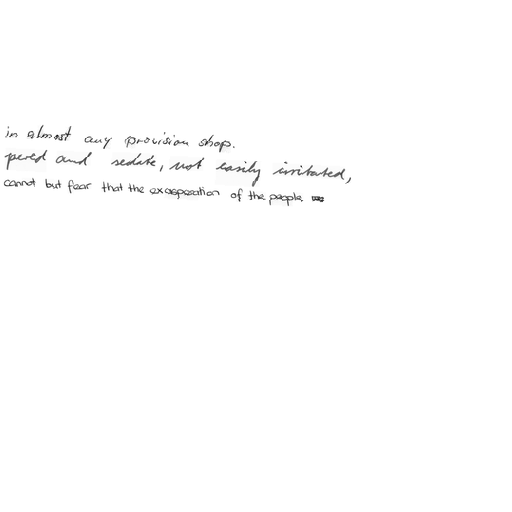 in almost any provision shop.
pered and sedate, not easily irritated,
cannot but fear that the exasperation of the people